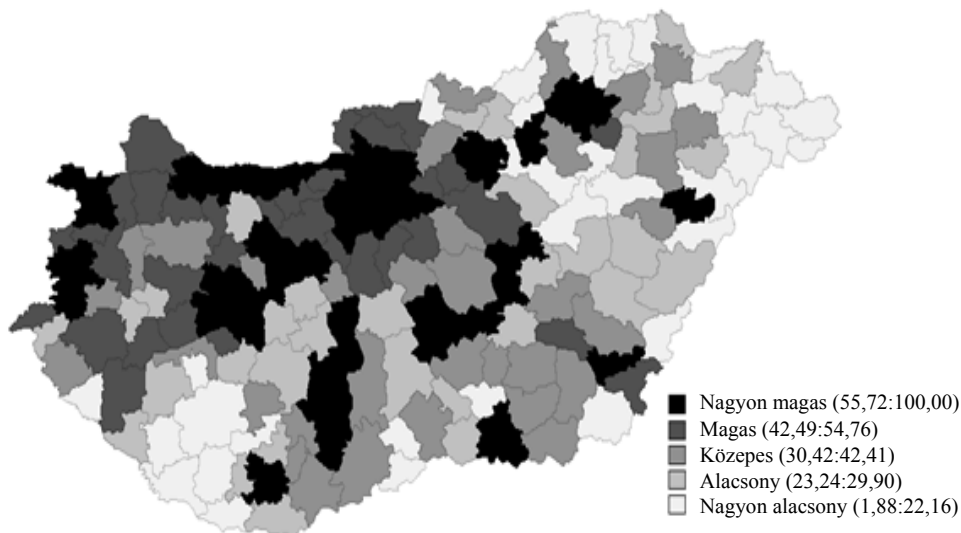 Nagyon magas (55,72:100,00)
Magas (42,49:54,76)
Közepes (30,42:42,41)
Alacsony (23,24:29,90)
Nagyon alacsony (1,88:22,16)